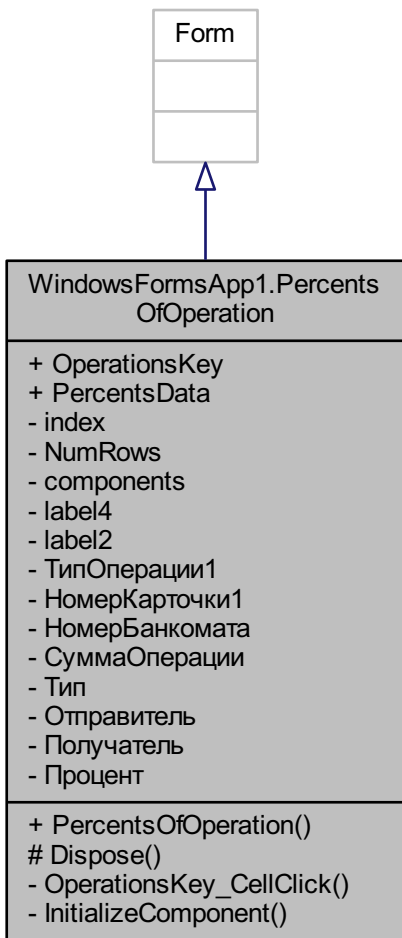 Form
WindowsFormsApp1.Percents
OfOperation
+ OperationsKey
+ PercentsData
- index
- NumRows
- components
- label4
- label2
- ТипОперации1
- НомерКарточки1
- НомерБанкомата
- СуммаОперации
- Тип
- Отправитель
- Получатель
- Процент
+ PercentsOfOperation()
# Dispose()
- OperationsKey_CellClick()
- InitializeComponent()